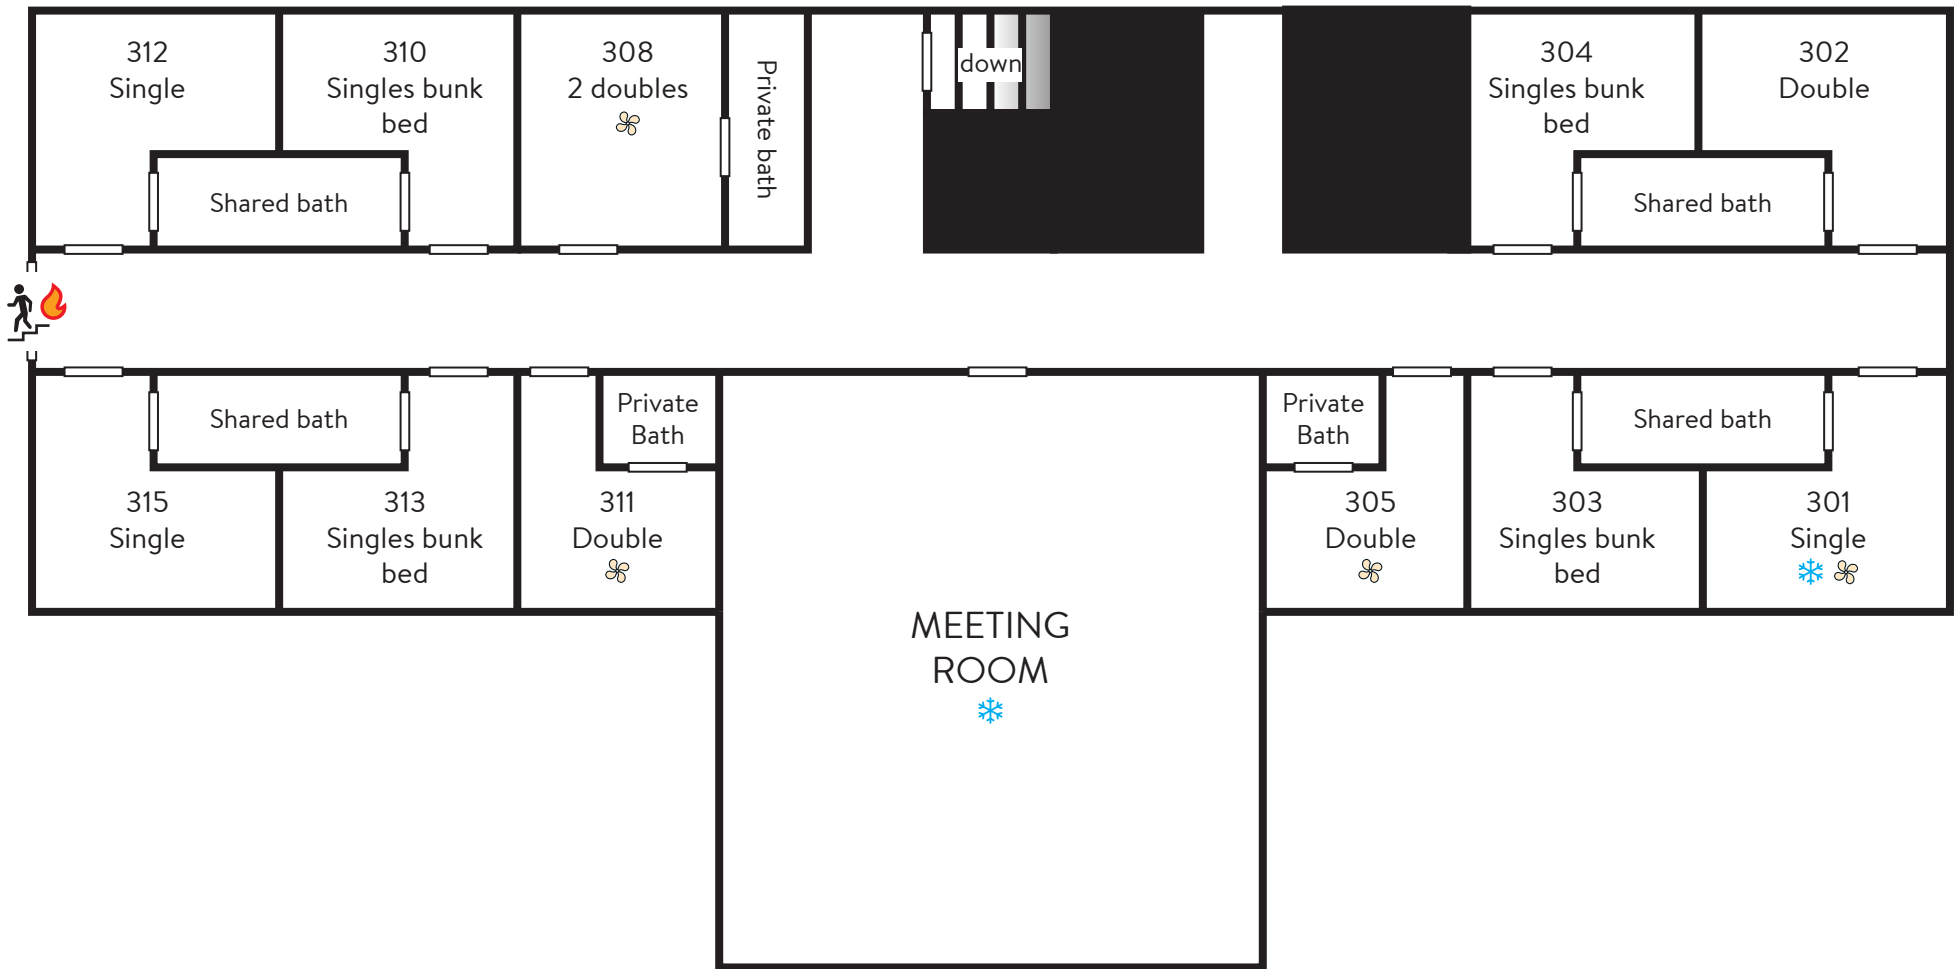 312
Single
310
Singles bunk
bed
308
2 doubles
Private bath
down
304
Singles bunk
bed
302
Double
Shared bath
Shared bath
Shared bath
Private
Bath
Private
Bath
Shared bath
315
Single
313
Singles bunk
bed
311
Double
305
Double
303
Singles bunk
bed
301
Single
MEETING
ROOM